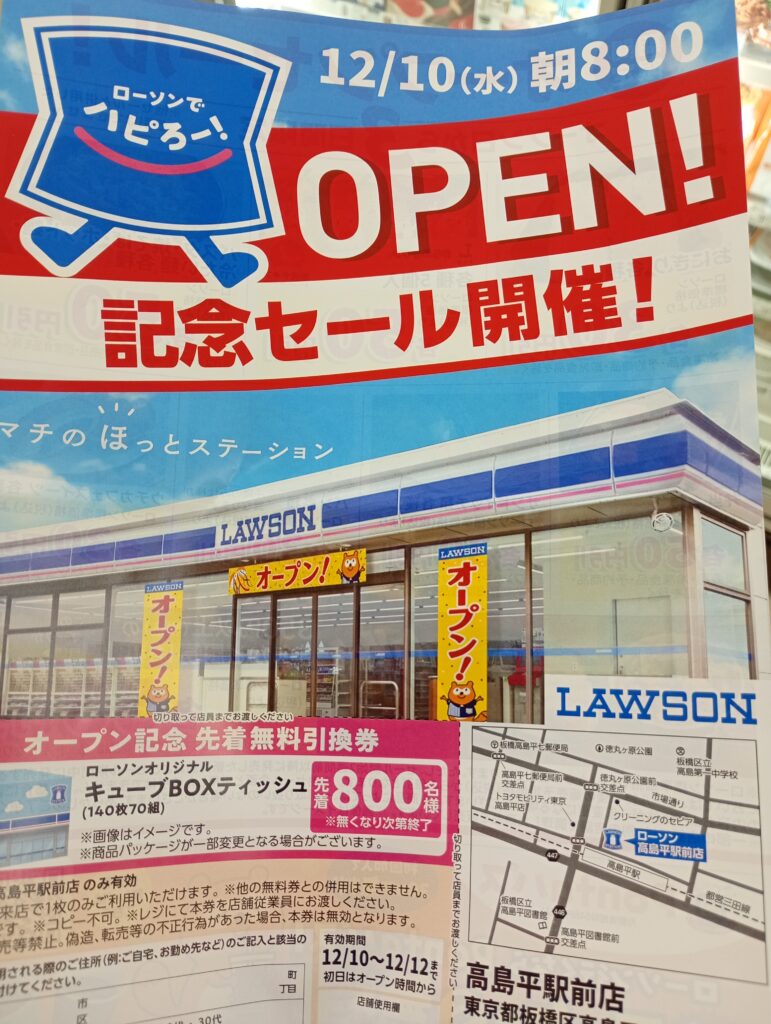 12/10(水) 朝8:00
ローソンで
ハピろー!
OPEN!
記念セール開催!
マチのほっとステーション
LAWSON
オープン!
LAWSON
オープン!
LAWSON
オープン!
LAWSON
切り取って店員までお渡しください
オープン記念 先着無料引換券
ローソンオリジナル
キューブBOXティッシュ
(140枚70組)
先着800名様
※無くなり次第終了
※画像はイメージです。
※商品パッケージが一部変更となる場合がございます。
切り取って店員までお渡しください
高島平駅前店 のみ有効
来店で1枚のみご利用いただけます。※他の無料券との併用はできません。
です。※コピー不可。※レジにて本券を店舗従業員にお渡しください。
売等禁止。偽造、転売等の不正行為があった場合、本券は無効となります。
用される際のご住所(例:ご自宅、お勤め先など)のご記入と該当の
付けてください。
町
丁目
市
区
30代
有効期間
12/10~12/12まで
初日はオープン時間から
店舗使用欄
板橋高島平七郵便局
徳丸ヶ原公園
板橋区立
高島第一中学校
高島平七郵便局前
交差点
徳丸ヶ原公園前
交差点
市場通り
トヨタモビリティ東京
高島平店
クリーニングのセビア
ローソン
高島平駅前店
447
高島平駅
都営三田線
板橋区立
高島平図書館
446
高島平図書館前
交差点
高島平駅前店
東京都板橋区高島